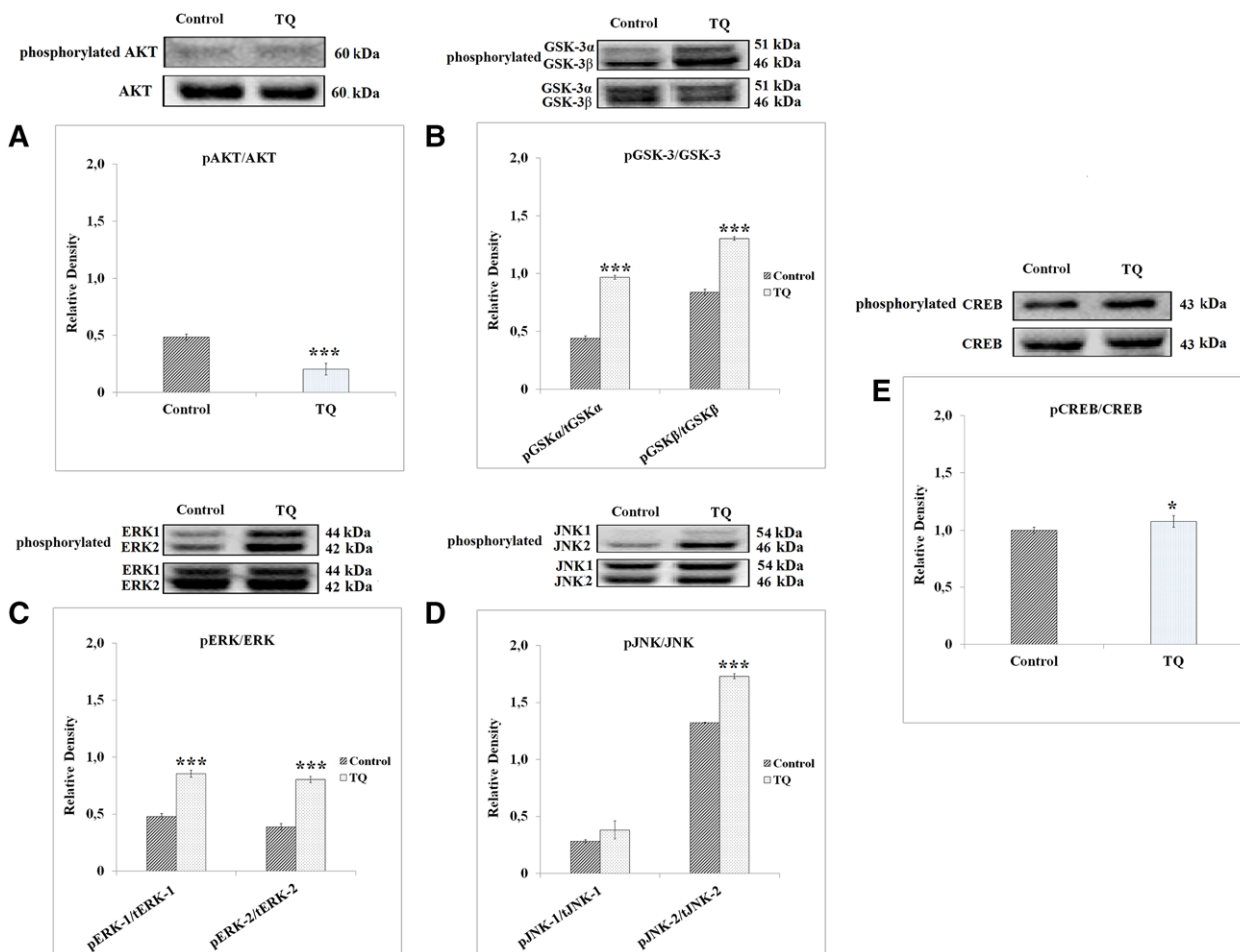 Control TQ
phosphorylated AKT 60 kDa
AKT 60. kDa
A
pAKT/AKT
2,0
1,5
1,0
0,5
0
Relative Density
***
Control TQ
Control TQ
phosphorylated
GSK-3α 51 kDa
GSK-3β 46 kDa
GSK-3α 51 kDa
GSK-3β 46 kDa
B
pGSK-3/GSK-3
2,0
1,5
1,0
0,5
0
Relative Density
***
***
Control
TQ
pGSKα/tGSKα
pGSKβ/tGSKβ
Control TQ
phosphorylated
ERK1 44 kDa
ERK2 42 kDa
ERK1 44 kDa
ERK2 42 kDa
C
pERK/ERK
2,0
1,5
1,0
0,5
0
Relative Density
***
***
Control
TQ
pERK-1/tERK-1
pERK-2/tERK-2
Control TQ
phosphorylated
JNK1 54 kDa
JNK2 46 kDa
JNK1 54 kDa
JNK2 46 kDa
D
pJNK/JNK
2,0
1,5
1,0
0,5
0
Relative Density
***
Control
TQ
pJNK-1/tJNK-1
pJNK-2/tJNK-2
Control TQ
phosphorylated CREB 43 kDa
CREB 43 kDa
E
pCREB/CREB
2,0
1,5
1,0
0,5
0
Relative Density
*
Control TQ